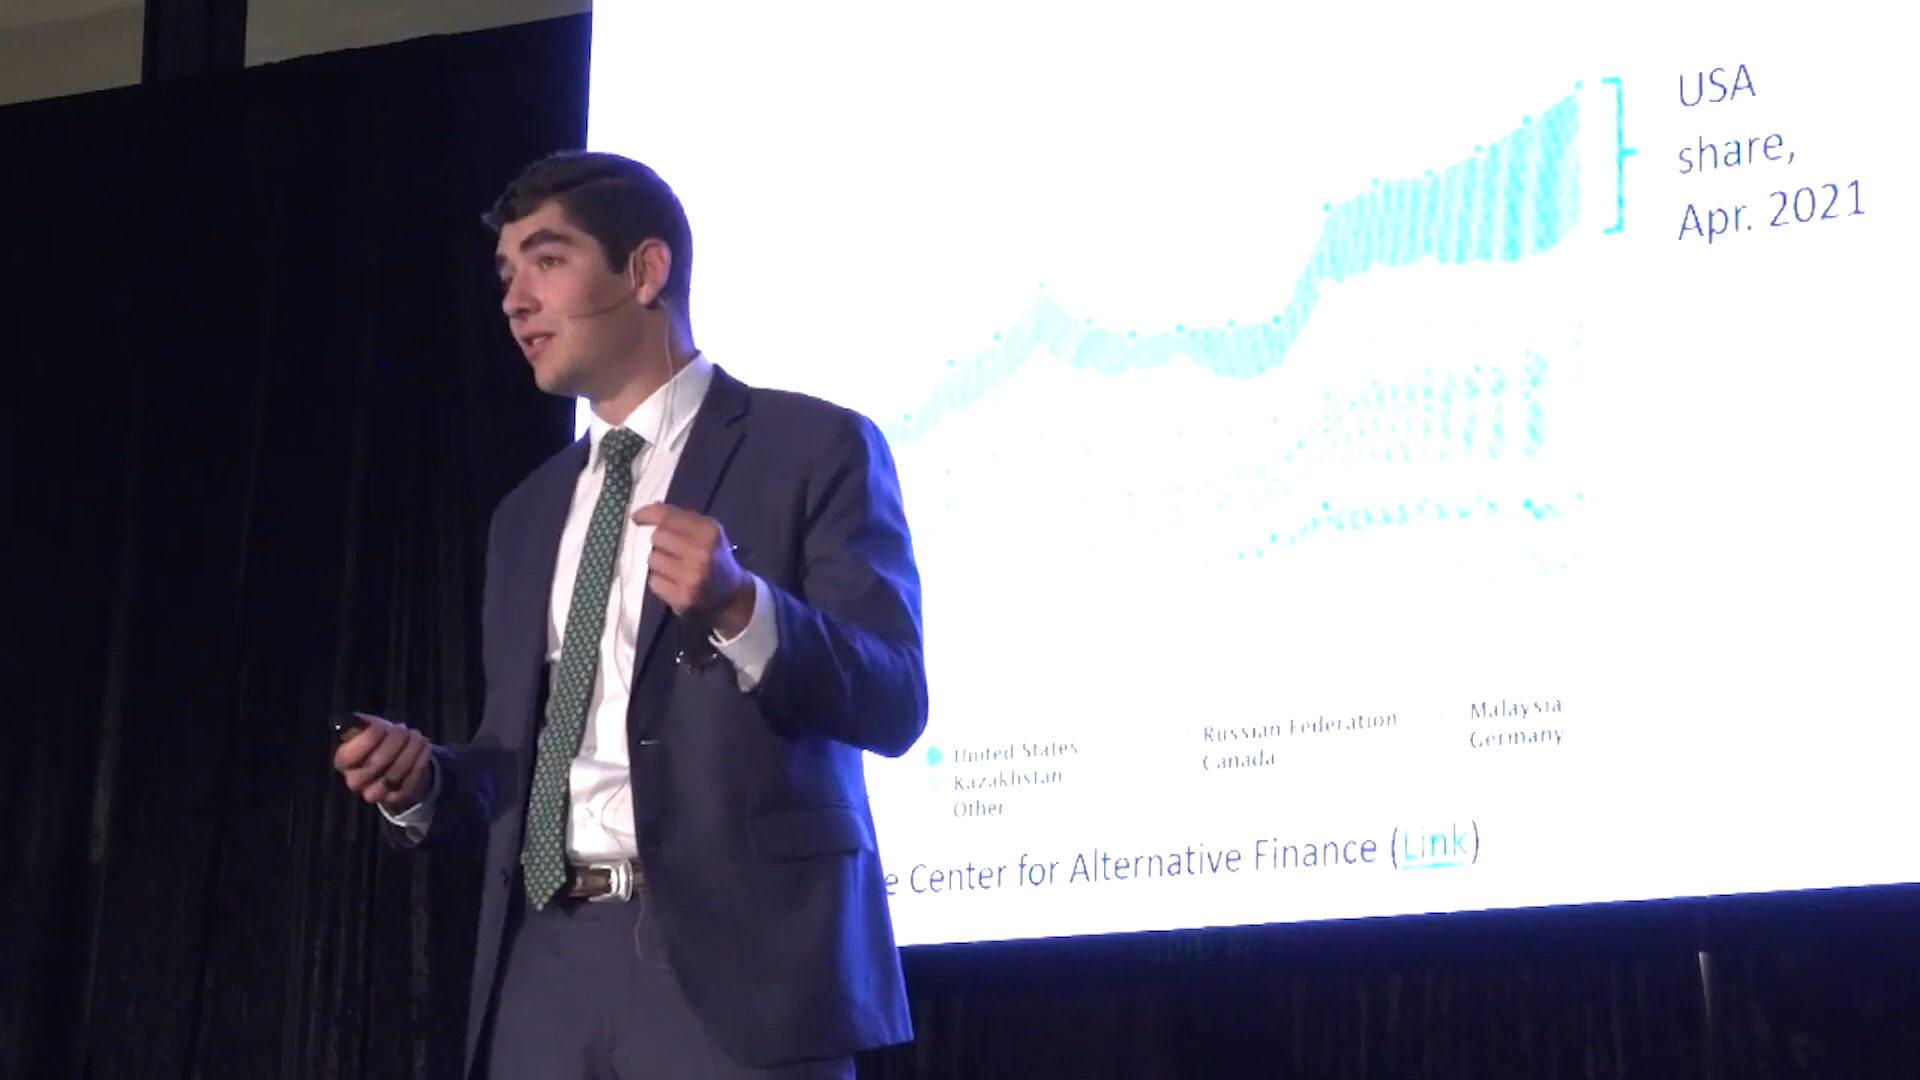 USA
share,
Apr. 2021
United States
Kazakhstan
Other
Russian Federation
Canada
Malaysia
Germany
e Center for Alternative Finance (Link)